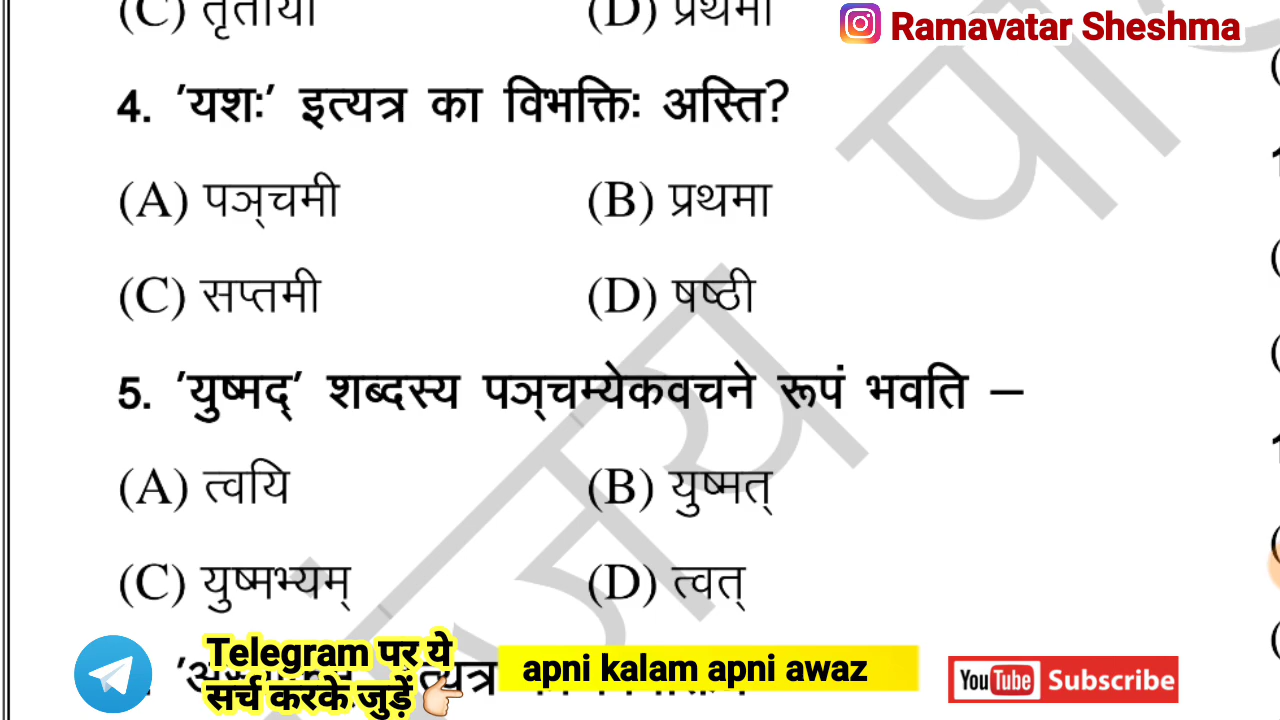 (C) तृतीया (D) प्रथमा
Ramavatar Sheshma
4. 'यशः' इत्यत्र का विभक्तिः अस्ति?
(A) पञ्चमी (B) प्रथमा
(C) सप्तमी (D) षष्ठी
5. 'युष्मद्' शब्दस्य पञ्चम्येकवचने रूपं भवति –
(A) त्वयि (B) युष्मत्
(C) युष्मभ्यम् (D) त्वत्
Telegram पर ये
सर्च करके जुड़ें
apni kalam apni awaz
YouTube Subscribe